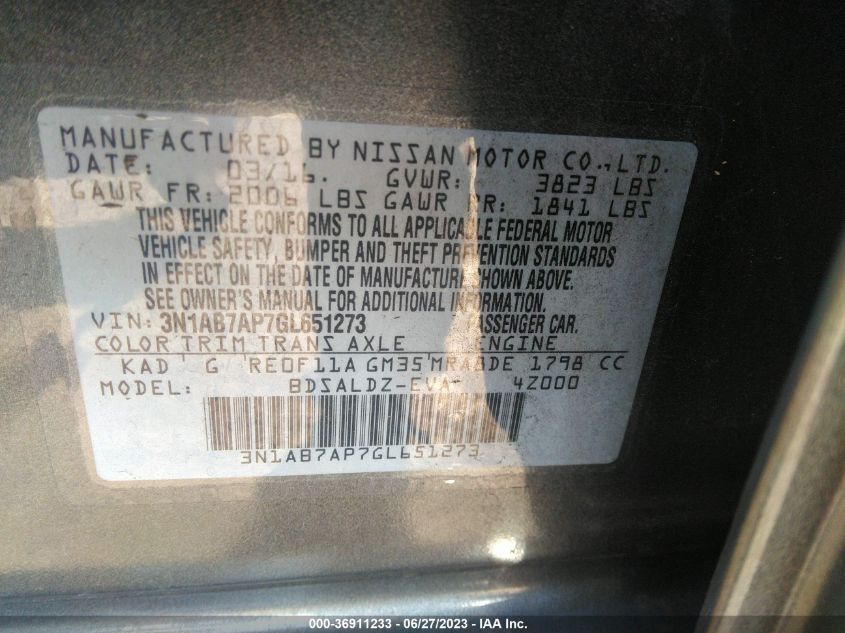 MANUFACTURED BY NISSAN MOTOR CO., LTD.
DATE: 03/16. GVWR: 3823 LBS
GAWR FR: 2006 LBS GAWR RR: 1841 LBS
THIS VEHICLE CONFORMS TO ALL APPLICABLE FEDERAL MOTOR
VEHICLE SAFETY, BUMPER AND THEFT PREVENTION STANDARDS
IN EFFECT ON THE DATE OF MANUFACTURE SHOWN ABOVE.
SEE OWNER'S MANUAL FOR ADDITIONAL INFORMATION.
VIN: 3N1AB7AP7GL651273 PASSENGER CAR.
COLOR TRIM TRANS AXLE ENGINE
KAD G RE0F11A GM35 MRA8DE 1798 CC
MODEL: BDSALDZ-EVA 4Z000
3N1AB7AP7GL651273
000-36911233 - 06/27/2023 - IAA Inc.